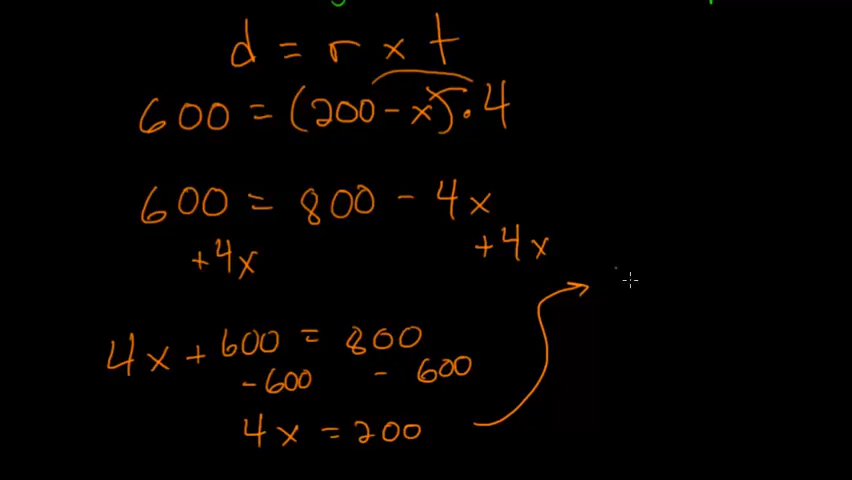 d = r x t
600 = (200 - x) • 4
600 = 800 - 4x
+4x +4x
4x + 600 = 800
-600 - 600
4x = 200